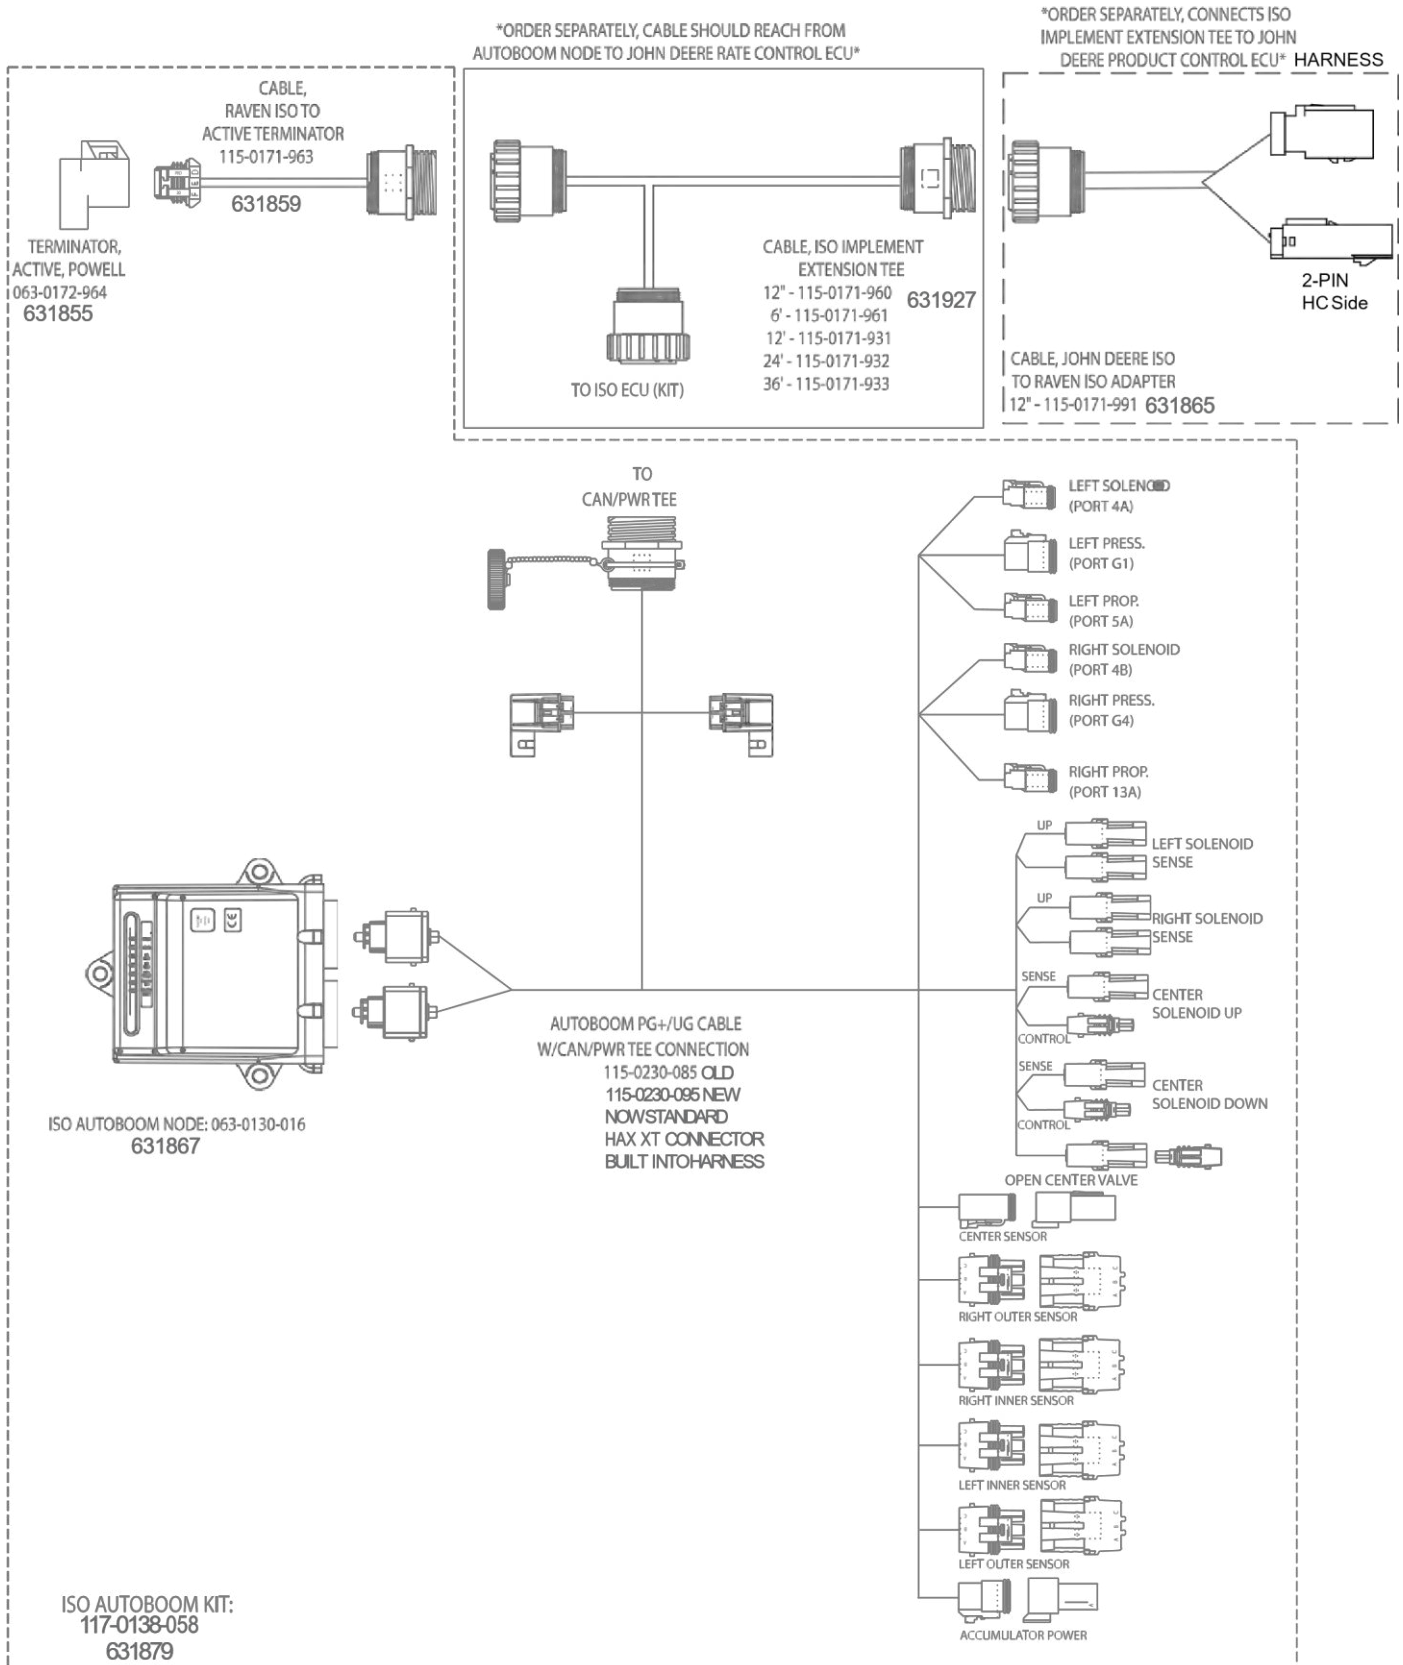 *ORDER SEPARATELY, CABLE SHOULD REACH FROM
AUTOBOOM NODE TO JOHN DEERE RATE CONTROL ECU*
*ORDER SEPARATELY, CONNECTS ISO
IMPLEMENT EXTENSION TEE TO JOHN
DEERE PRODUCT CONTROL ECU* HARNESS
CABLE,
RAVEN ISO TO
ACTIVE TERMINATOR
115-0171-963
631859
TERMINATOR,
ACTIVE, POWELL
063-0172-964
631855
CABLE, ISO IMPLEMENT
EXTENSION TEE
12" - 115-0171-960 631927
6' - 115-0171-961
12' - 115-0171-931
24' - 115-0171-932
36' - 115-0171-933
TO ISO ECU (KIT)
2-PIN
HC Side
CABLE, JOHN DEERE ISO
TO RAVEN ISO ADAPTER
12" - 115-0171-991 631865
TO
CAN/PWR TEE
LEFT SOLENOID
(PORT 4A)
LEFT PRESS.
(PORT G1)
LEFT PROP.
(PORT 5A)
RIGHT SOLENOID
(PORT 4B)
RIGHT PRESS.
(PORT G4)
RIGHT PROP.
(PORT 13A)
UP
LEFT SOLENOID
SENSE
UP
RIGHT SOLENOID
SENSE
SENSE
CENTER
SOLENOID UP
CONTROL
SENSE
CENTER
SOLENOID DOWN
CONTROL
OPEN CENTER VALVE
CE
AUTOBOOM PG+/UG CABLE
W/CAN/PWR TEE CONNECTION
115-0230-085 OLD
115-0230-095 NEW
NOW STANDARD
HAX XT CONNECTOR
BUILT INTO HARNESS
ISO AUTOBOOM NODE: 063-0130-016
631867
CENTER SENSOR
RIGHT OUTER SENSOR
RIGHT INNER SENSOR
LEFT INNER SENSOR
LEFT OUTER SENSOR
ACCUMULATOR POWER
ISO AUTOBOOM KIT:
117-0138-058
631879